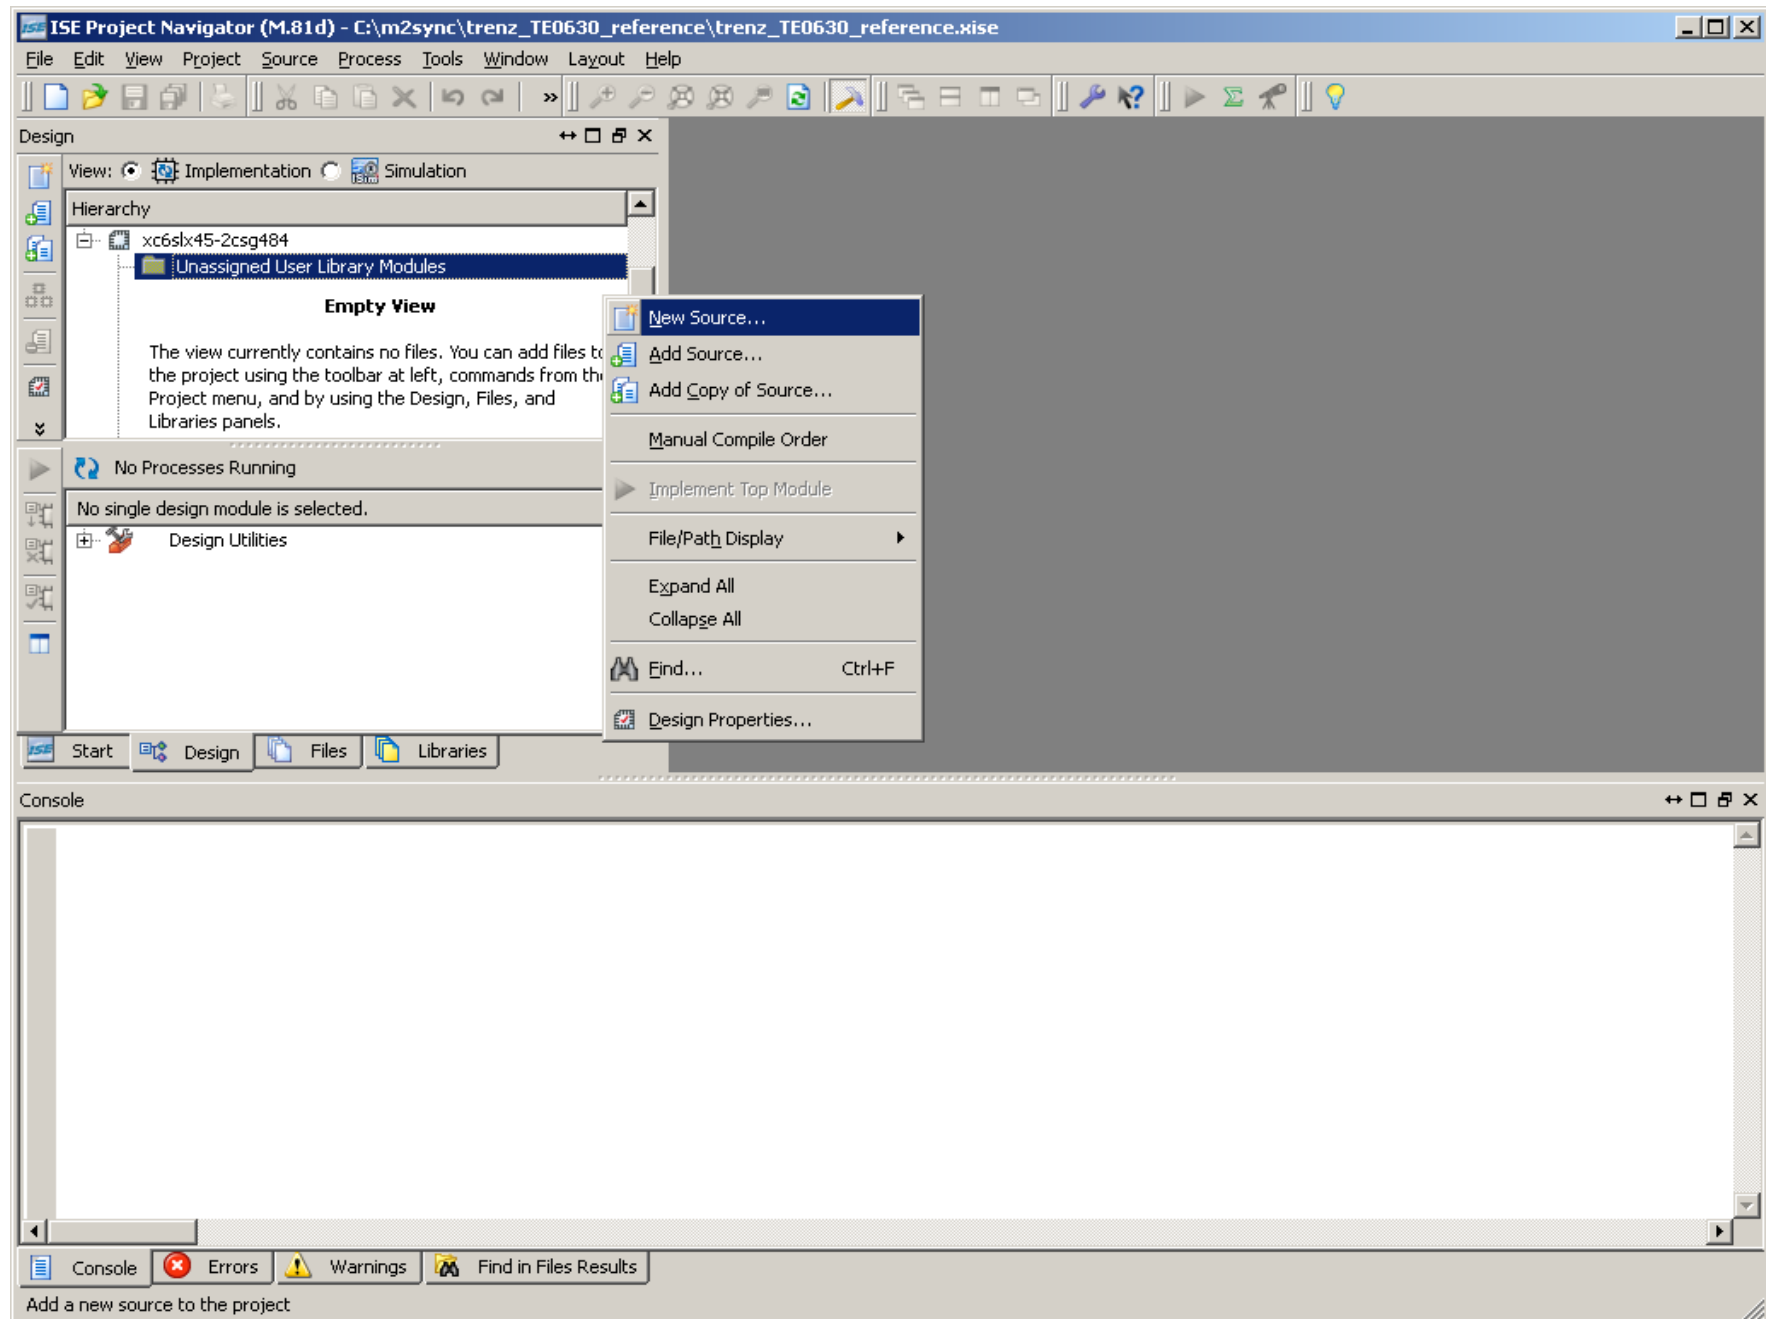 ISE Project Navigator (M.81d) - C:\m2sync\trenz_TE0630_reference\trenz_TE0630_reference.xise
File Edit View Project Source Process Tools Window Layout Help
Design
View: Implementation Simulation
Hierarchy
xc6slx45-2csg484
Unassigned User Library Modules
Empty View
The view currently contains no files. You can add files to
the project using the toolbar at left, commands from the
Project menu, and by using the Design, Files, and
Libraries panels.
New Source...
Add Source...
Add Copy of Source...
Manual Compile Order
Implement Top Module
File/Path Display
Expand All
Collapse All
Find... Ctrl+F
Design Properties...
No Processes Running
No single design module is selected.
Design Utilities
ISE Start Design Files Libraries
Console
Console Errors Warnings Find in Files Results
Add a new source to the project